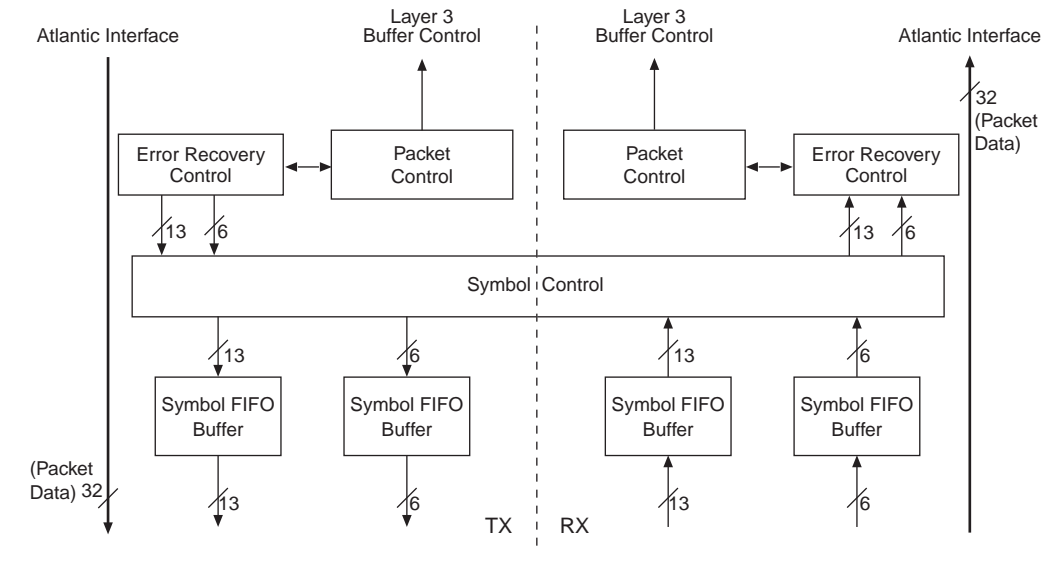 Layer 3
Buffer Control
Layer 3
Buffer Control
Atlantic Interface
Atlantic Interface
32
(Packet
Data)
Error Recovery
Control
Packet
Control
Packet
Control
Error Recovery
Control
13
6
13
6
Symbol Control
13
6
13
6
Symbol FIFO
Buffer
Symbol FIFO
Buffer
Symbol FIFO
Buffer
Symbol FIFO
Buffer
(Packet
Data) 32
13
6
13
6
TX
RX